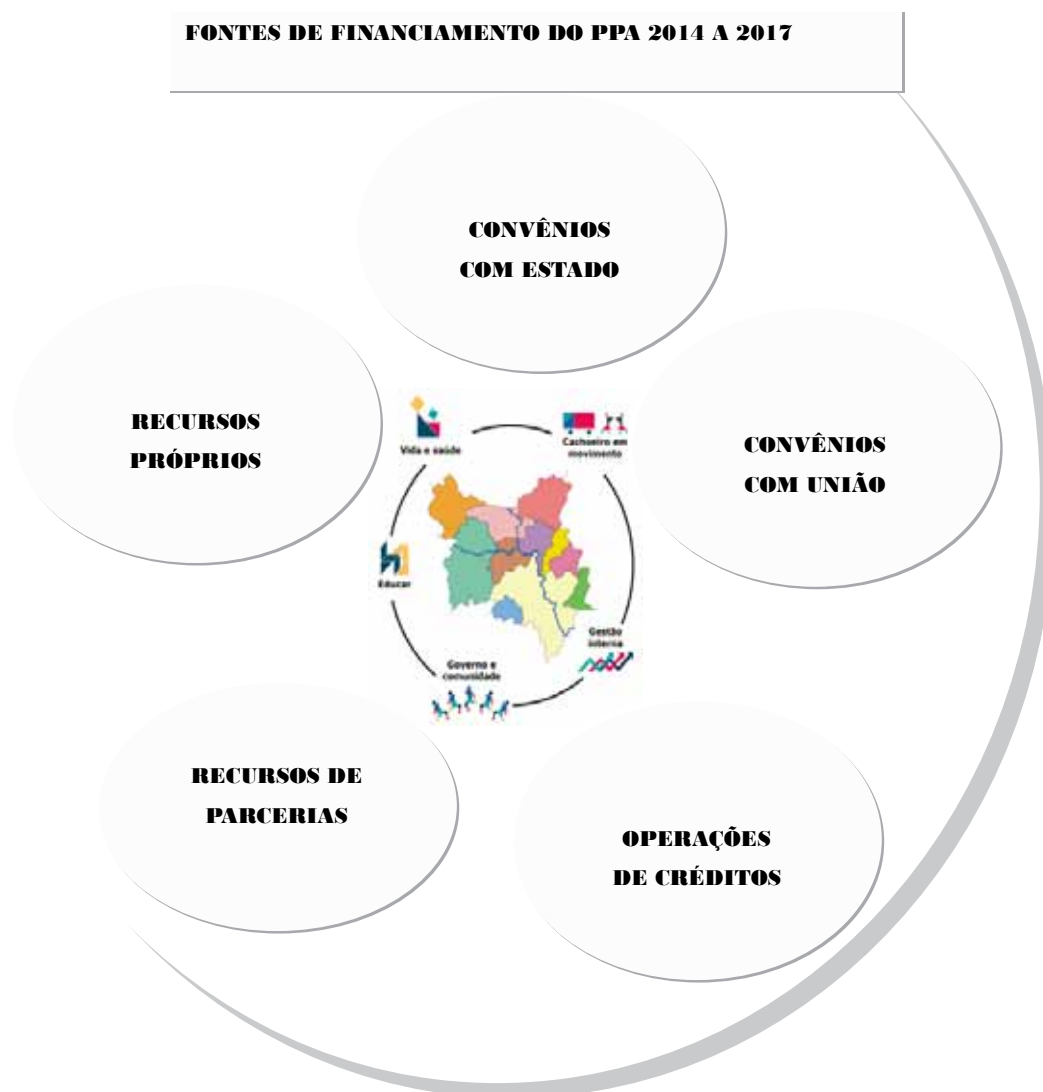 FONTES DE FINANCIAMENTO DO PPA 2014 A 2017
CONVÊNIOS
COM ESTADO
RECURSOS
PRÓPRIOS
CONVÊNIOS
COM UNIÃO
Vida e saúde
Cachoeiro em
movimento
Educar
Gestão
interna
Governo e
comunidade
RECURSOS DE
PARCERIAS
OPERAÇÕES
DE CRÉDITOS